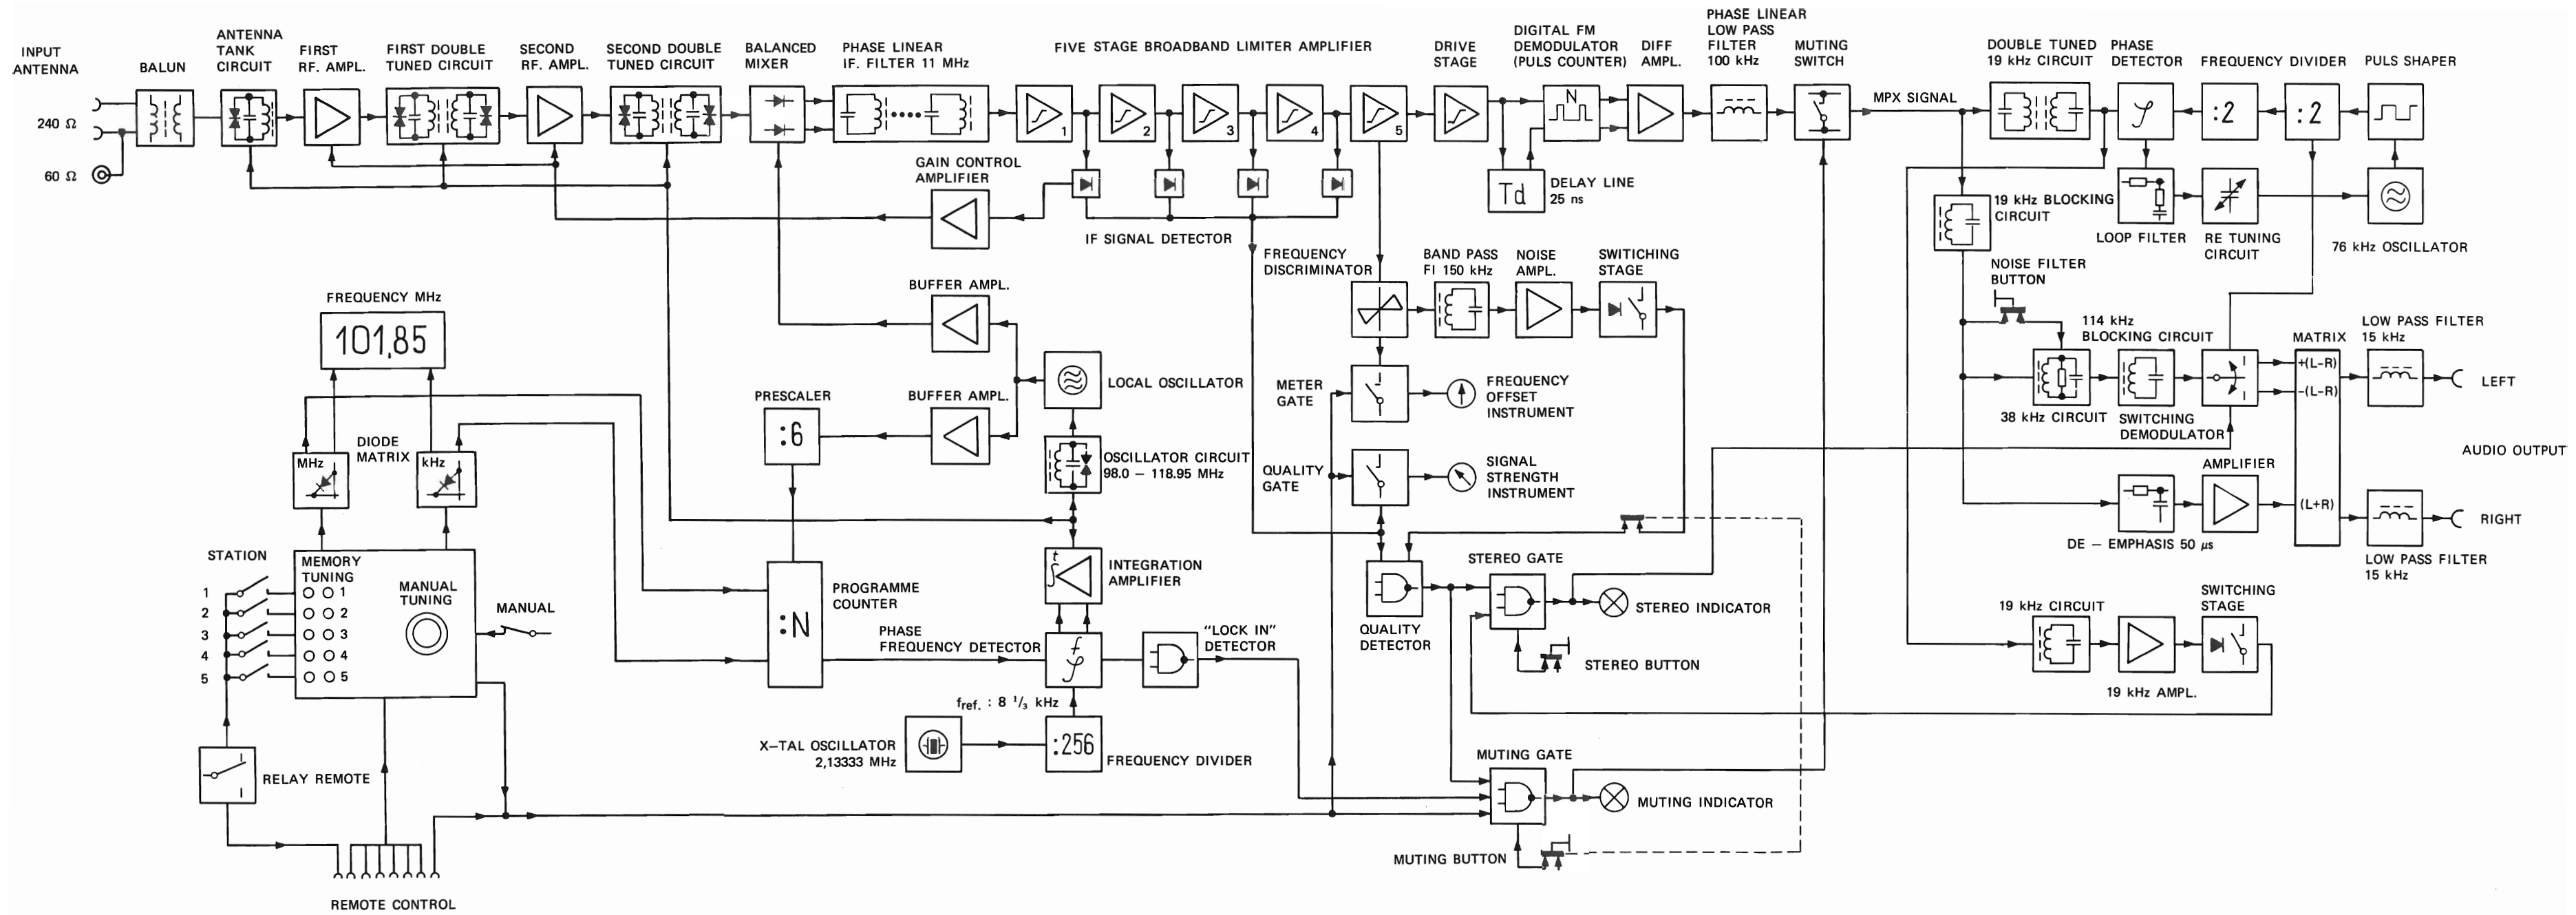 INPUT
ANTENNA
240 Ω
60 Ω
BALUN
ANTENNA
TANK
CIRCUIT
FIRST
RF. AMPL.
FIRST DOUBLE
TUNED CIRCUIT
SECOND
RF. AMPL.
SECOND DOUBLE
TUNED CIRCUIT
BALANCED
MIXER
PHASE LINEAR
IF. FILTER 11 MHz
FIVE STAGE BROADBAND LIMITER AMPLIFIER
1
2
3
4
5
DRIVE
STAGE
DIGITAL FM
DEMODULATOR
(PULS COUNTER)
N
DIFF
AMPL.
PHASE LINEAR
LOW PASS
FILTER
100 kHz
MUTING
SWITCH
MPX SIGNAL
DOUBLE TUNED
19 kHz CIRCUIT
PHASE
DETECTOR
φ
FREQUENCY DIVIDER
:2
:2
PULS SHAPER
GAIN CONTROL
AMPLIFIER
IF SIGNAL DETECTOR
Td
DELAY LINE
25 ns
19 kHz BLOCKING
CIRCUIT
LOOP FILTER
RE TUNING
CIRCUIT
76 kHz OSCILLATOR
FREQUENCY
DISCRIMINATOR
BAND PASS
FI 150 kHz
NOISE
AMPL.
SWITICHING
STAGE
NOISE FILTER
BUTTON
FREQUENCY MHz
101,85
BUFFER AMPL.
LOCAL OSCILLATOR
PRESCALER
:6
BUFFER AMPL.
OSCILLATOR CIRCUIT
98.0 – 118.95 MHz
METER
GATE
FREQUENCY
OFFSET
INSTRUMENT
QUALITY
GATE
SIGNAL
STRENGTH
INSTRUMENT
114 kHz
BLOCKING CIRCUIT
38 kHz CIRCUIT
SWITCHING
DEMODULATOR
MATRIX
+(L–R)
–(L–R)
(L+R)
LOW PASS FILTER
15 kHz
LEFT
AUDIO OUTPUT
RIGHT
LOW PASS FILTER
15 kHz
AMPLIFIER
DE – EMPHASIS 50 µs
MHz
DIODE
MATRIX
kHz
STATION
1
2
3
4
5
MEMORY
TUNING
1
2
3
4
5
MANUAL
TUNING
MANUAL
PROGRAMME
COUNTER
:N
t
INTEGRATION
AMPLIFIER
PHASE
FREQUENCY DETECTOR
f
φ
"LOCK IN"
DETECTOR
fref. : 8 1/3 kHz
X–TAL OSCILLATOR
2,13333 MHz
:256
FREQUENCY DIVIDER
QUALITY
DETECTOR
STEREO GATE
STEREO INDICATOR
STEREO BUTTON
19 kHz CIRCUIT
19 kHz AMPL.
SWITCHING
STAGE
MUTING GATE
MUTING INDICATOR
MUTING BUTTON
RELAY REMOTE
REMOTE CONTROL